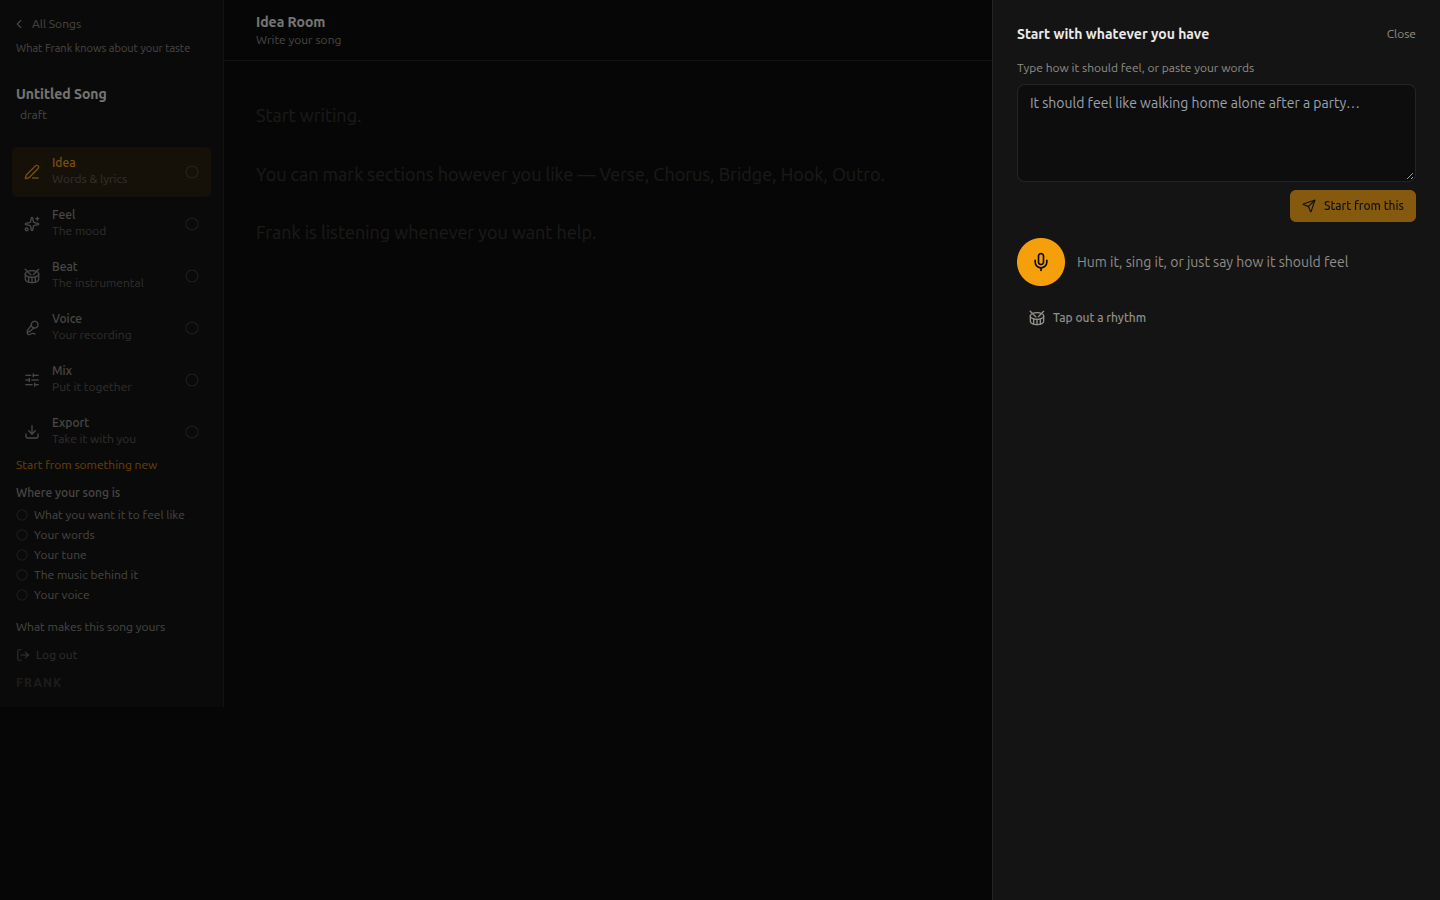 All Songs
What Frank knows about your taste
Untitled Song
draft
Idea
Words & lyrics
Feel
The mood
Beat
The instrumental
Voice
Your recording
Mix
Put it together
Export
Take it with you
Start from something new
Where your song is
What you want it to feel like
Your words
Your tune
The music behind it
Your voice
What makes this song yours
Log out
FRANK
Idea Room
Write your song
Start writing.
You can mark sections however you like — Verse, Chorus, Bridge, Hook, Outro.
Frank is listening whenever you want help.
Start with whatever you have
Close
Type how it should feel, or paste your words
It should feel like walking home alone after a party…
Start from this
Hum it, sing it, or just say how it should feel
Tap out a rhythm